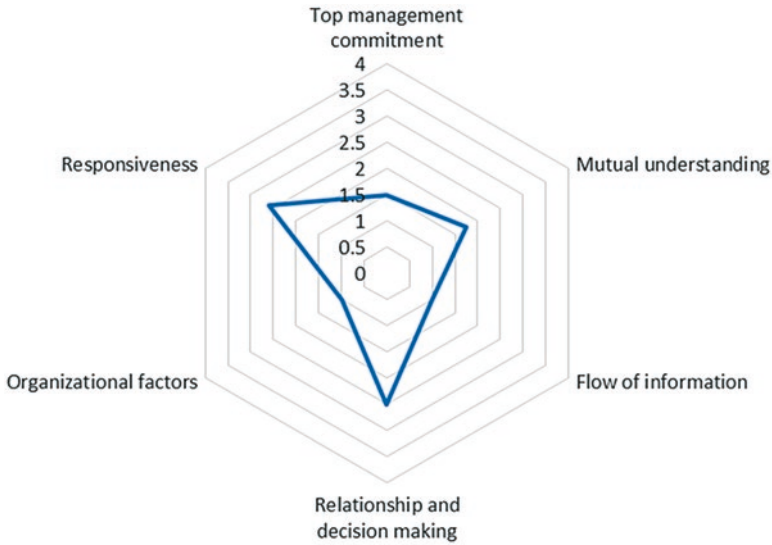 Top management
commitment
4
3.5
3
2.5
2
1.5
1
0.5
0
Responsiveness
Mutual understanding
Organizational factors
Flow of information
Relationship and
decision making